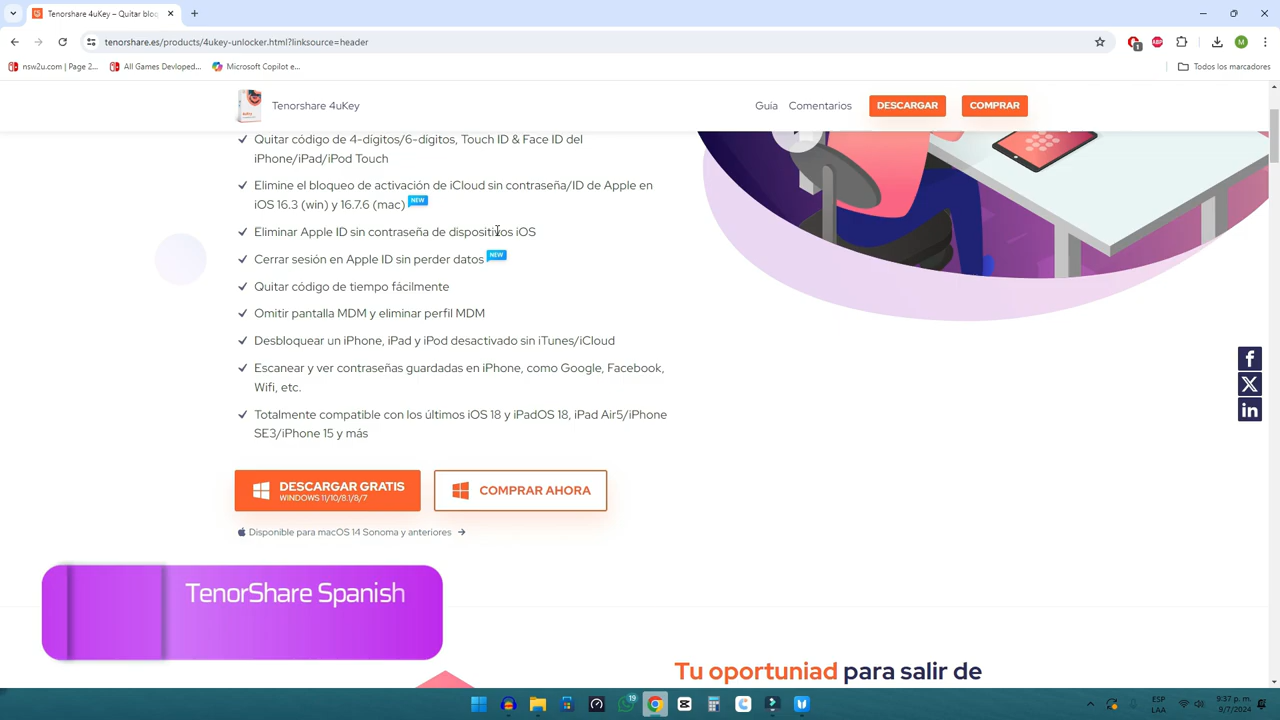 Tenorshare 4uKey – Quitar bloq
tenorshare.es/products/4ukey-unlocker.html?linksource=header
1
M
nsw2u.com | Page 2...
All Games Devloped...
Microsoft Copilot e...
Todos los marcadores
Tenorshare 4uKey
Guía
Comentarios
DESCARGAR
COMPRAR
Quitar código de 4-dígitos/6-dígitos, Touch ID & Face ID del
iPhone/iPad/iPod Touch
Elimine el bloqueo de activación de iCloud sin contraseña/ID de Apple en
iOS 16.3 (win) y 16.7.6 (mac) NEW
Eliminar Apple ID sin contraseña de dispositivos iOS
Cerrar sesión en Apple ID sin perder datos NEW
Quitar código de tiempo fácilmente
Omitir pantalla MDM y eliminar perfil MDM
Desbloquear un iPhone, iPad y iPod desactivado sin iTunes/iCloud
Escanear y ver contraseñas guardadas en iPhone, como Google, Facebook,
Wifi, etc.
Totalmente compatible con los últimos iOS 18 y iPadOS 18, iPad Air5/iPhone
SE3/iPhone 15 y más
DESCARGAR GRATIS
WINDOWS 11/10/8.1/8/7
COMPRAR AHORA
Disponible para macOS 14 Sonoma y anteriores
TenorShare Spanish
Tu oportuniad para salir de
19
ESP
LAA
9:37 p. m.
9/7/2024